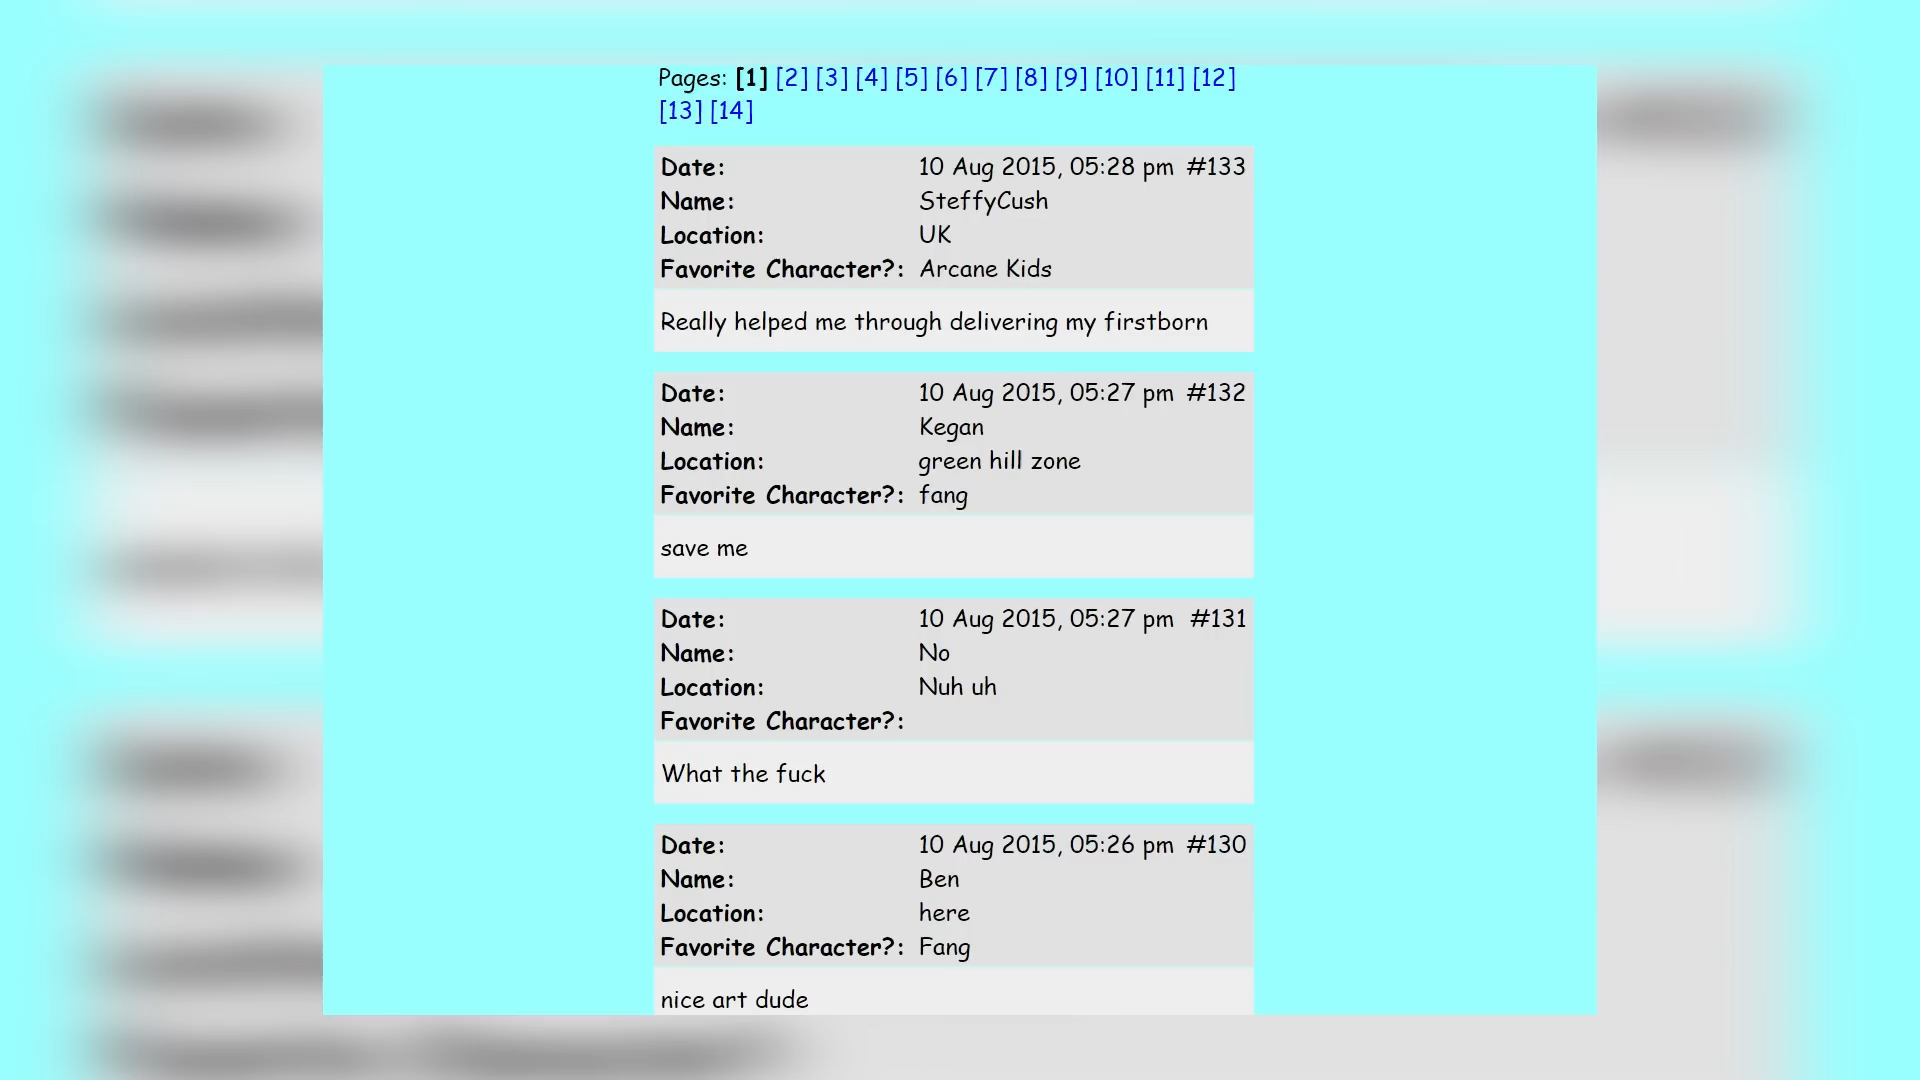 Pages: [1] [2] [3] [4] [5] [6] [7] [8] [9] [10] [11] [12]
[13] [14]
Date: 10 Aug 2015, 05:28 pm #133
Name: SteffyCush
Location: UK
Favorite Character?: Arcane Kids
Really helped me through delivering my firstborn
Date: 10 Aug 2015, 05:27 pm #132
Name: Kegan
Location: green hill zone
Favorite Character?: fang
save me
Date: 10 Aug 2015, 05:27 pm #131
Name: No
Location: Nuh uh
Favorite Character?:
What the fuck
Date: 10 Aug 2015, 05:26 pm #130
Name: Ben
Location: here
Favorite Character?: Fang
nice art dude